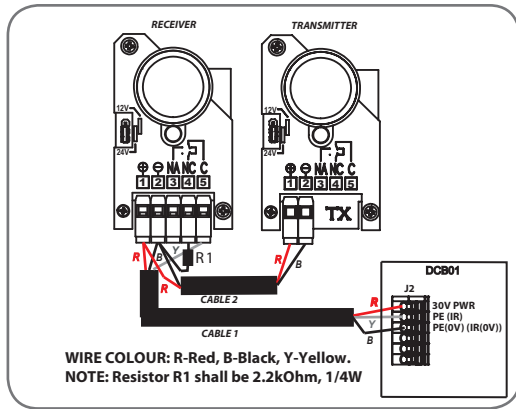 RECEIVER
TRANSMITTER
12V
24V
NA NC C
1 2 3 4 5
12V
24V
NA NC C
1 2 3 4 5
TX
R B Y R1
R
R B
CABLE 2
CABLE 1
DCB01
J2
R 30V PWR
Y PE (IR)
B PE(0V) (IR(0V))
WIRE COLOUR: R-Red, B-Black, Y-Yellow.
NOTE: Resistor R1 shall be 2.2kOhm, 1/4W